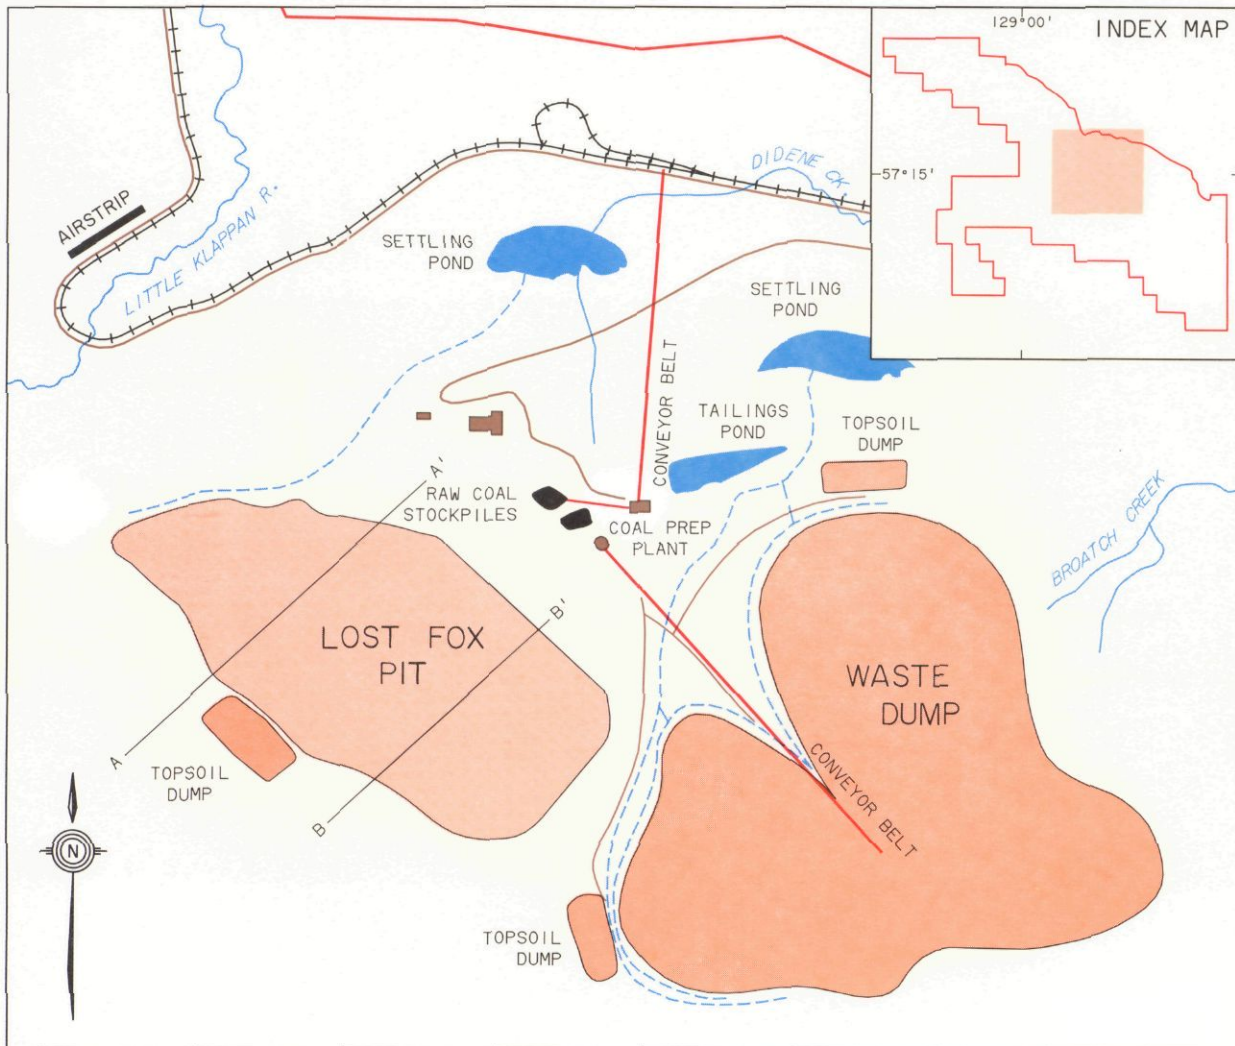 129°00'
INDEX MAP
57°15'
DIDENE CK.
AIRSTRIP
LITTLE KLAPPAN R.
SETTLING
POND
SETTLING
POND
CONVEYOR BELT
TAILINGS
POND
TOPSOIL
DUMP
A'
RAW COAL
STOCKPILES
COAL PREP
PLANT
BROATCH CREEK
B'
LOST FOX
PIT
WASTE
DUMP
A
TOPSOIL
DUMP
CONVEYOR BELT
B
N
TOPSOIL
DUMP